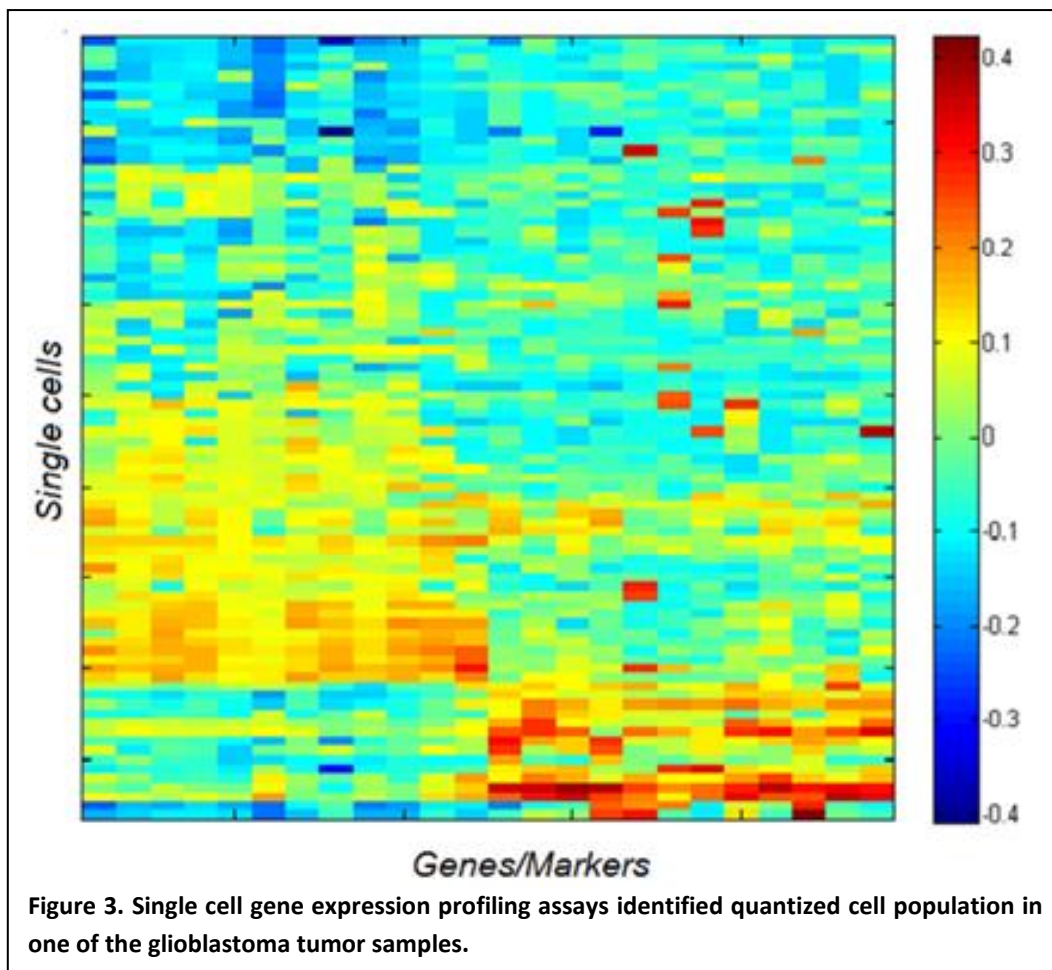 Single cells
0.4
0.3
0.2
0.1
0
-0.1
-0.2
-0.3
-0.4
Genes/Markers
Figure 3. Single cell gene expression profiling assays identified quantized cell population in
one of the glioblastoma tumor samples.